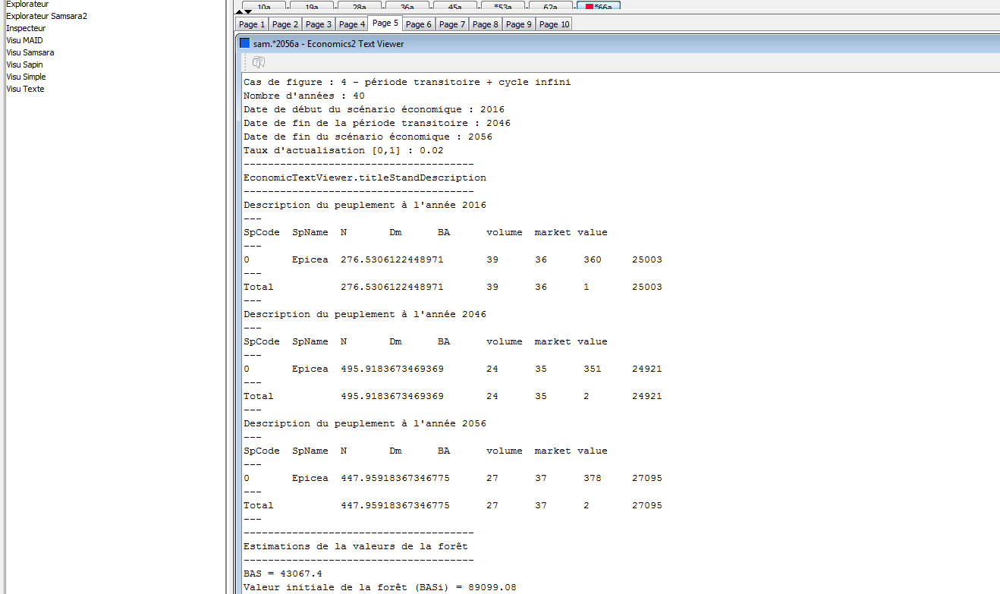 Explorateur
Explorateur Samsara2
Inspecteur
Visu MAID
Visu Samsara
Visu Sapin
Visu Simple
Visu Texte
10a 19a 28a 36a 45a *53a 62a *66a
Page 1 Page 2 Page 3 Page 4 Page 5 Page 6 Page 7 Page 8 Page 9 Page 10
sam.*2056a - Economics2 Text Viewer
Cas de figure : 4 - période transitoire + cycle infini
Nombre d'années : 40
Date de début du scénario économique : 2016
Date de fin de la période transitoire : 2046
Date de fin du scénario économique : 2056
Taux d'actualisation [0,1] : 0.02
--------------------------------------
EconomicTextViewer.titleStandDescription
--------------------------------------
Description du peuplement à l'année 2016
---
SpCode SpName N Dm BA volume market value
---
0 Epicea 276.5306122448971 39 36 360 25003
---
Total 276.5306122448971 39 36 1 25003
---
Description du peuplement à l'année 2046
---
SpCode SpName N Dm BA volume market value
---
0 Epicea 495.9183673469369 24 35 351 24921
---
Total 495.9183673469369 24 35 2 24921
---
Description du peuplement à l'année 2056
---
SpCode SpName N Dm BA volume market value
---
0 Epicea 447.95918367346775 27 37 378 27095
---
Total 447.95918367346775 27 37 2 27095
---
--------------------------------------
Estimations de la valeurs de la forêt
--------------------------------------
BAS = 43067.4
Valeur initiale de la forêt (BASi) = 89099.08